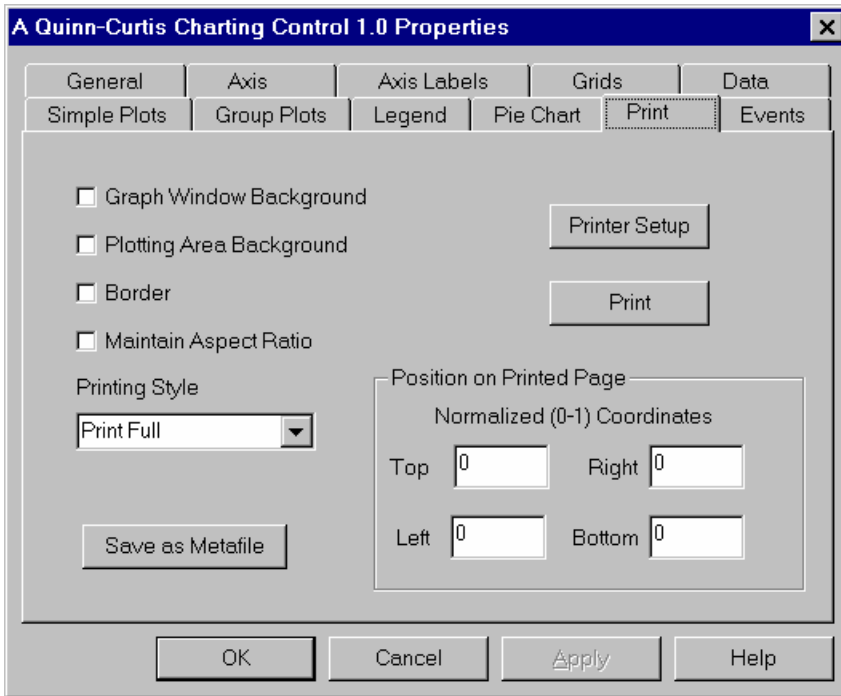 A Quinn-Curtis Charting Control 1.0 Properties
General Axis Axis Labels Grids Data
Simple Plots Group Plots Legend Pie Chart Print Events
Graph Window Background
Printer Setup
Plotting Area Background
Border
Print
Maintain Aspect Ratio
Printing Style
Print Full
Position on Printed Page
Normalized (0-1) Coordinates
Top 0 Right 0
Left 0 Bottom 0
Save as Metafile
OK Cancel Apply Help